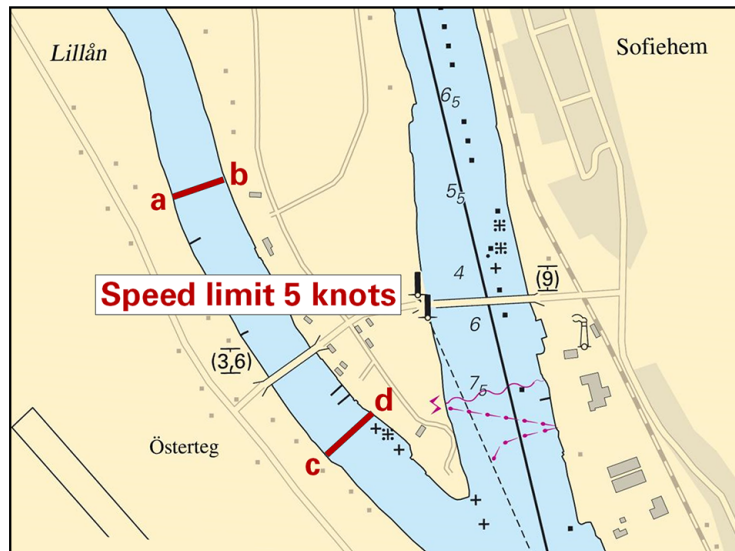 Lillån
Sofiehem
6₅
b
a
5₅
4
(9)
Speed limit 5 knots
6
(3,6)
7₅
d
Österteg
c